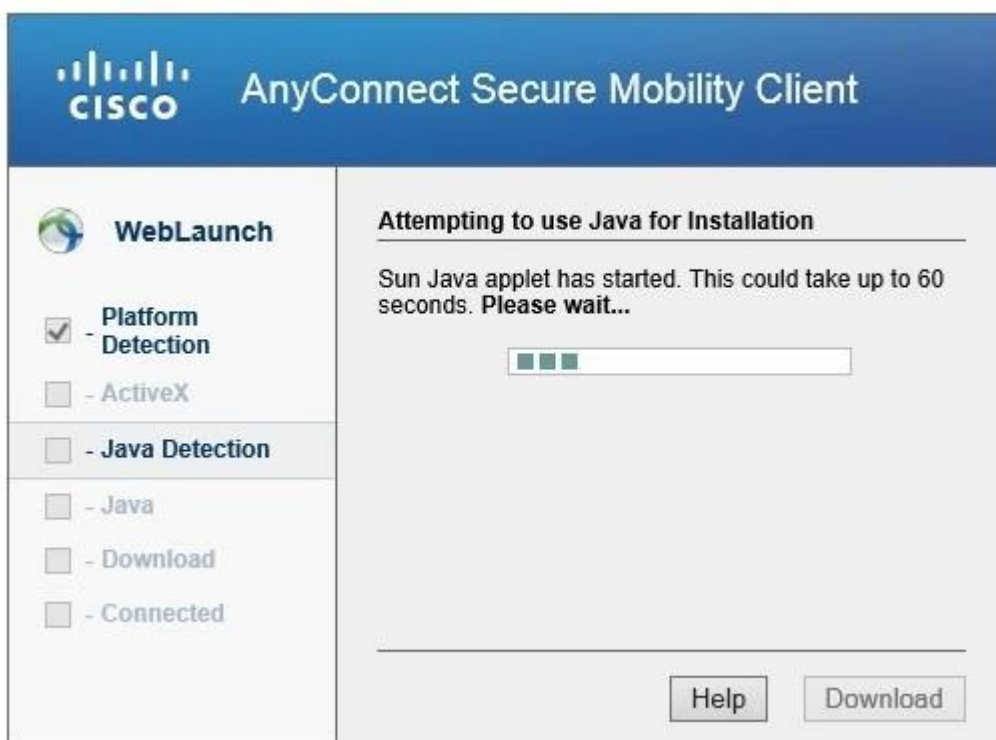 CISCO
AnyConnect Secure Mobility Client
WebLaunch
- Platform
Detection
- ActiveX
- Java Detection
- Java
- Download
- Connected
Attempting to use Java for Installation
Sun Java applet has started. This could take up to 60
seconds. Please wait...
Help
Download